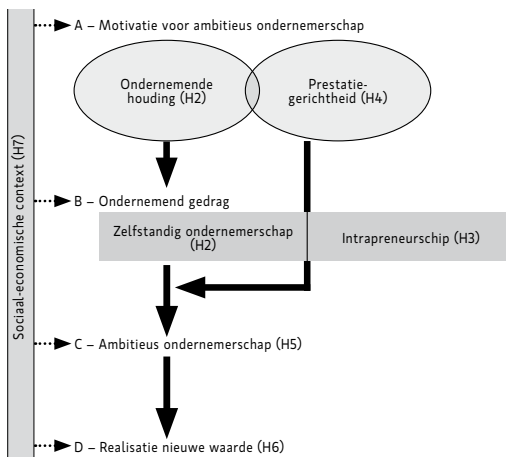 A – Motivatie voor ambitieus ondernemerschap
Ondernemende
houding (H2)
Prestatie-
gerichtheid (H4)
Sociaal-economische context (H7)
B – Ondernemend gedrag
Zelfstandig ondernemerschap
(H2)
Intrapreneurschip (H3)
C – Ambitieus ondernemerschap (H5)
D – Realisatie nieuwe waarde (H6)